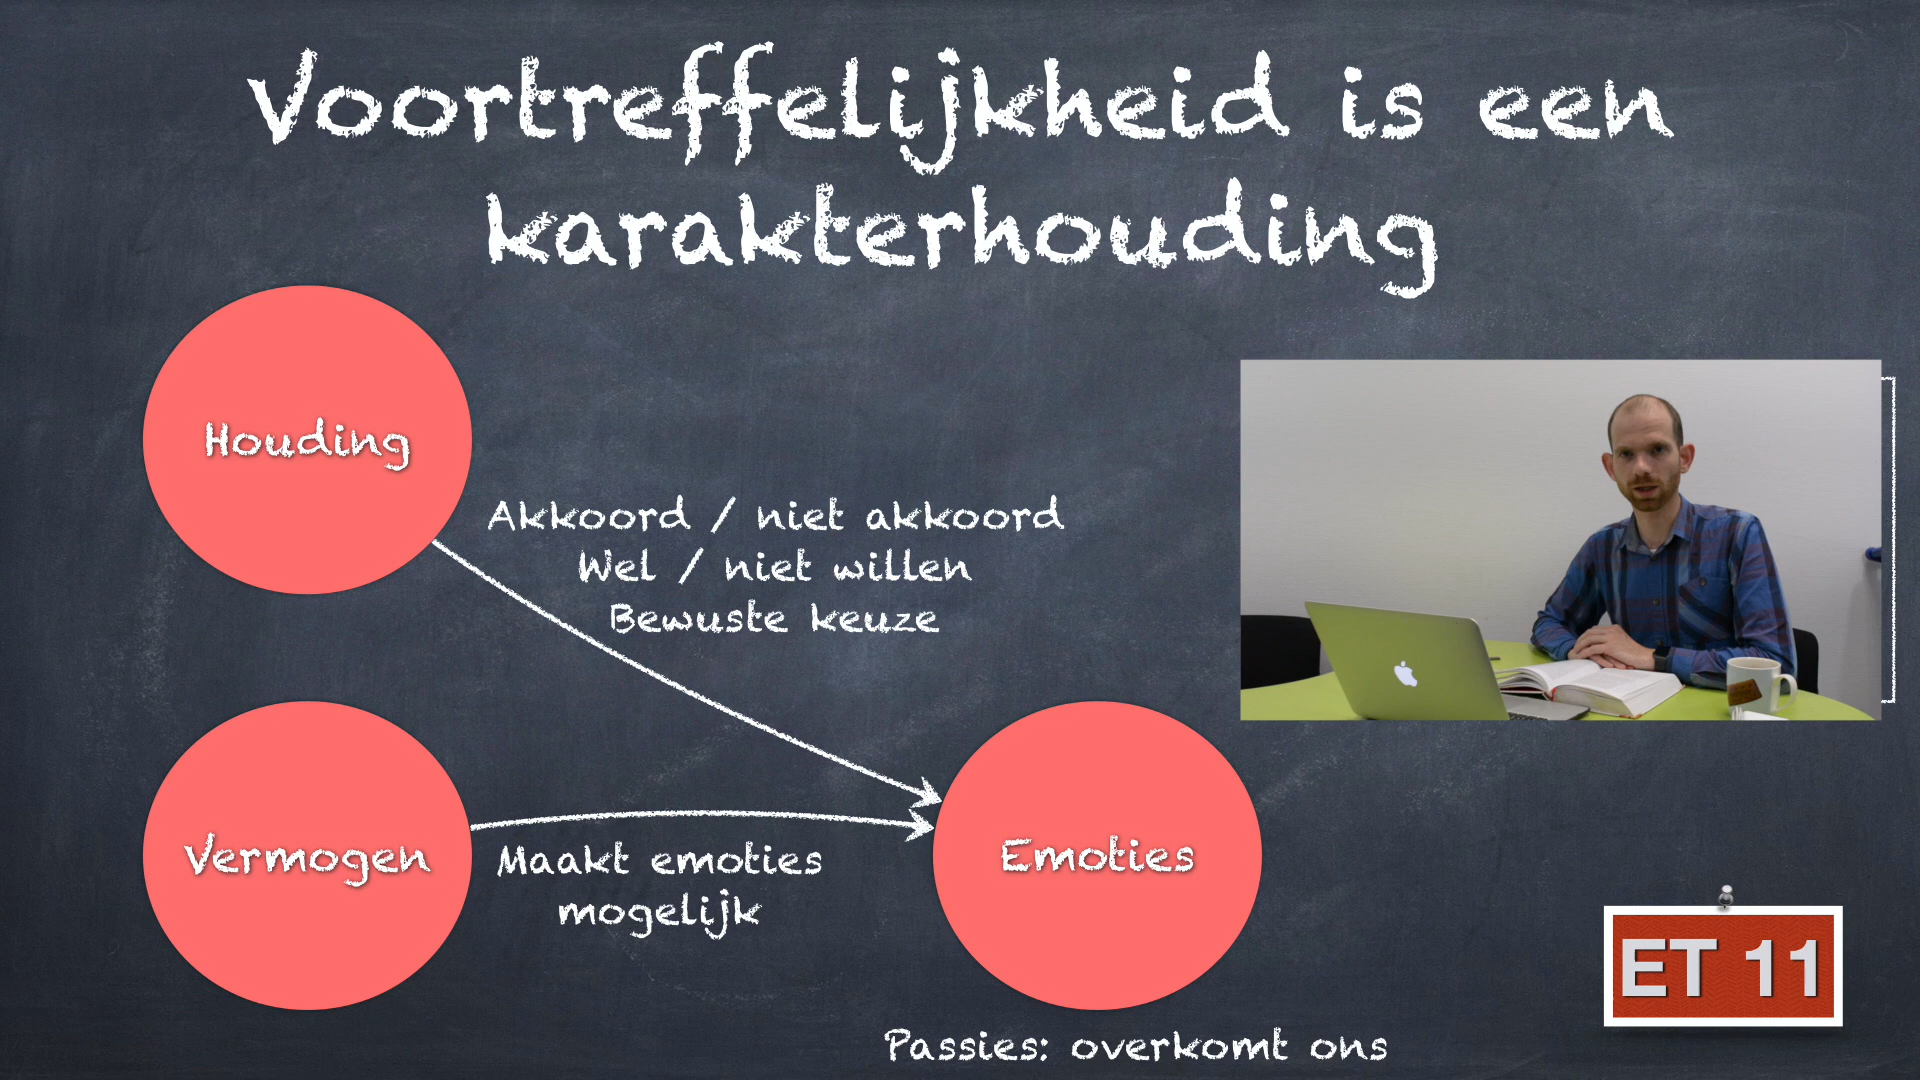 Voortreffelijkheid is een
karakterhouding
Houding
Akkoord / niet akkoord
Wel / niet willen
Bewuste keuze
Vermogen
Maakt emoties
mogelijk
Emoties
ET 11
Passies: overkomt ons